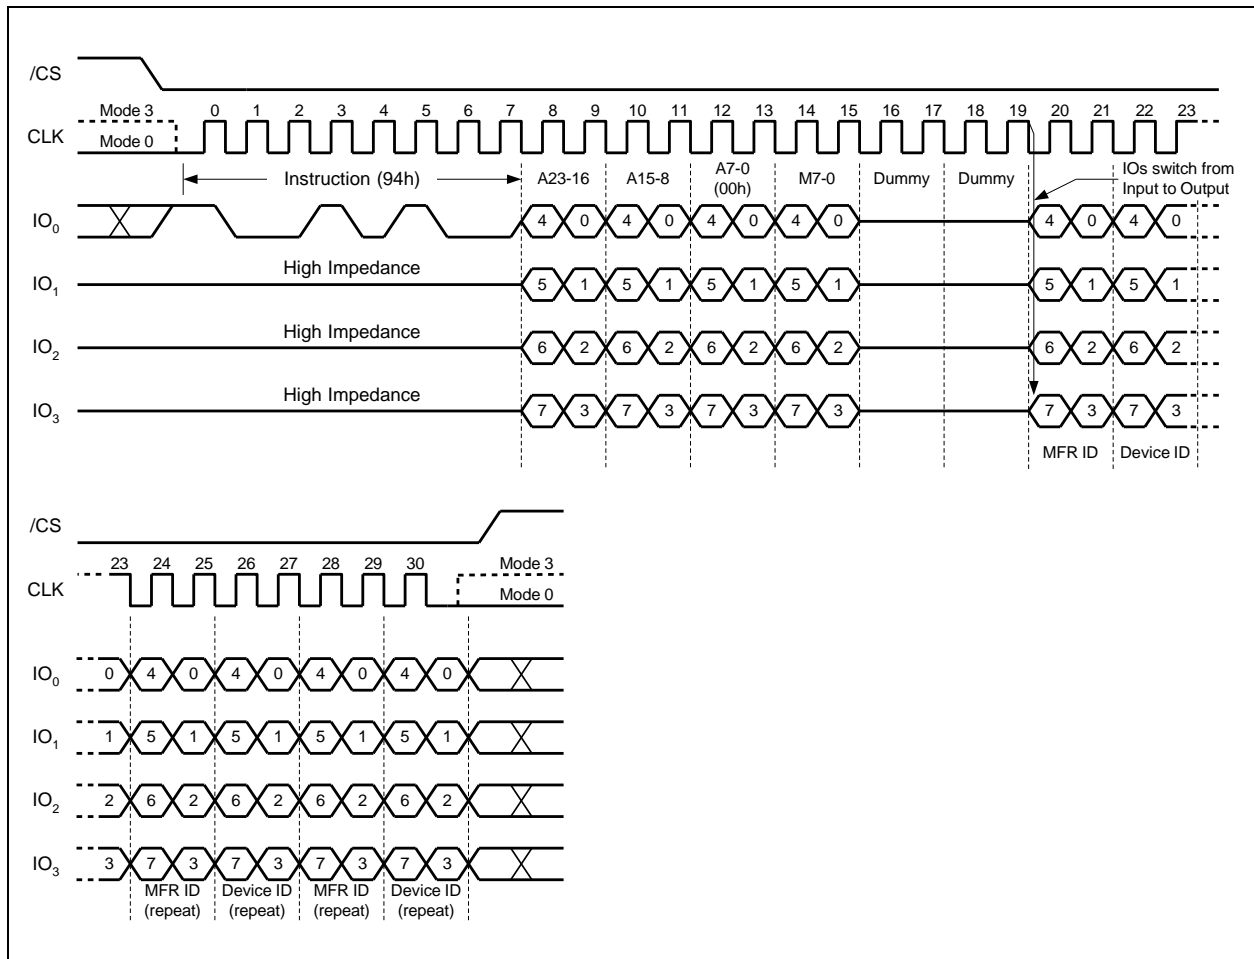 /CS
Mode 3 0 1 2 3 4 5 6 7 8 9 10 11 12 13 14 15 16 17 18 19 20 21 22 23
CLK Mode 0
Instruction (94h) A23-16 A15-8 A7-0 M7-0 Dummy Dummy IOs switch from
(00h) Input to Output
IO0 4 0 4 0 4 0 4 0 4 0 4 0
High Impedance
IO1 5 1 5 1 5 1 5 1 5 1 5 1
High Impedance
IO2 6 2 6 2 6 2 6 2 6 2 6 2
High Impedance
IO3 7 3 7 3 7 3 7 3 7 3 7 3
MFR ID Device ID
/CS
23 24 25 26 27 28 29 30 Mode 3
CLK Mode 0
IO0 0 4 0 4 0 4 0 4 0
IO1 1 5 1 5 1 5 1 5 1
IO2 2 6 2 6 2 6 2 6 2
IO3 3 7 3 7 3 7 3 7 3
MFR ID Device ID MFR ID Device ID
(repeat) (repeat) (repeat) (repeat)